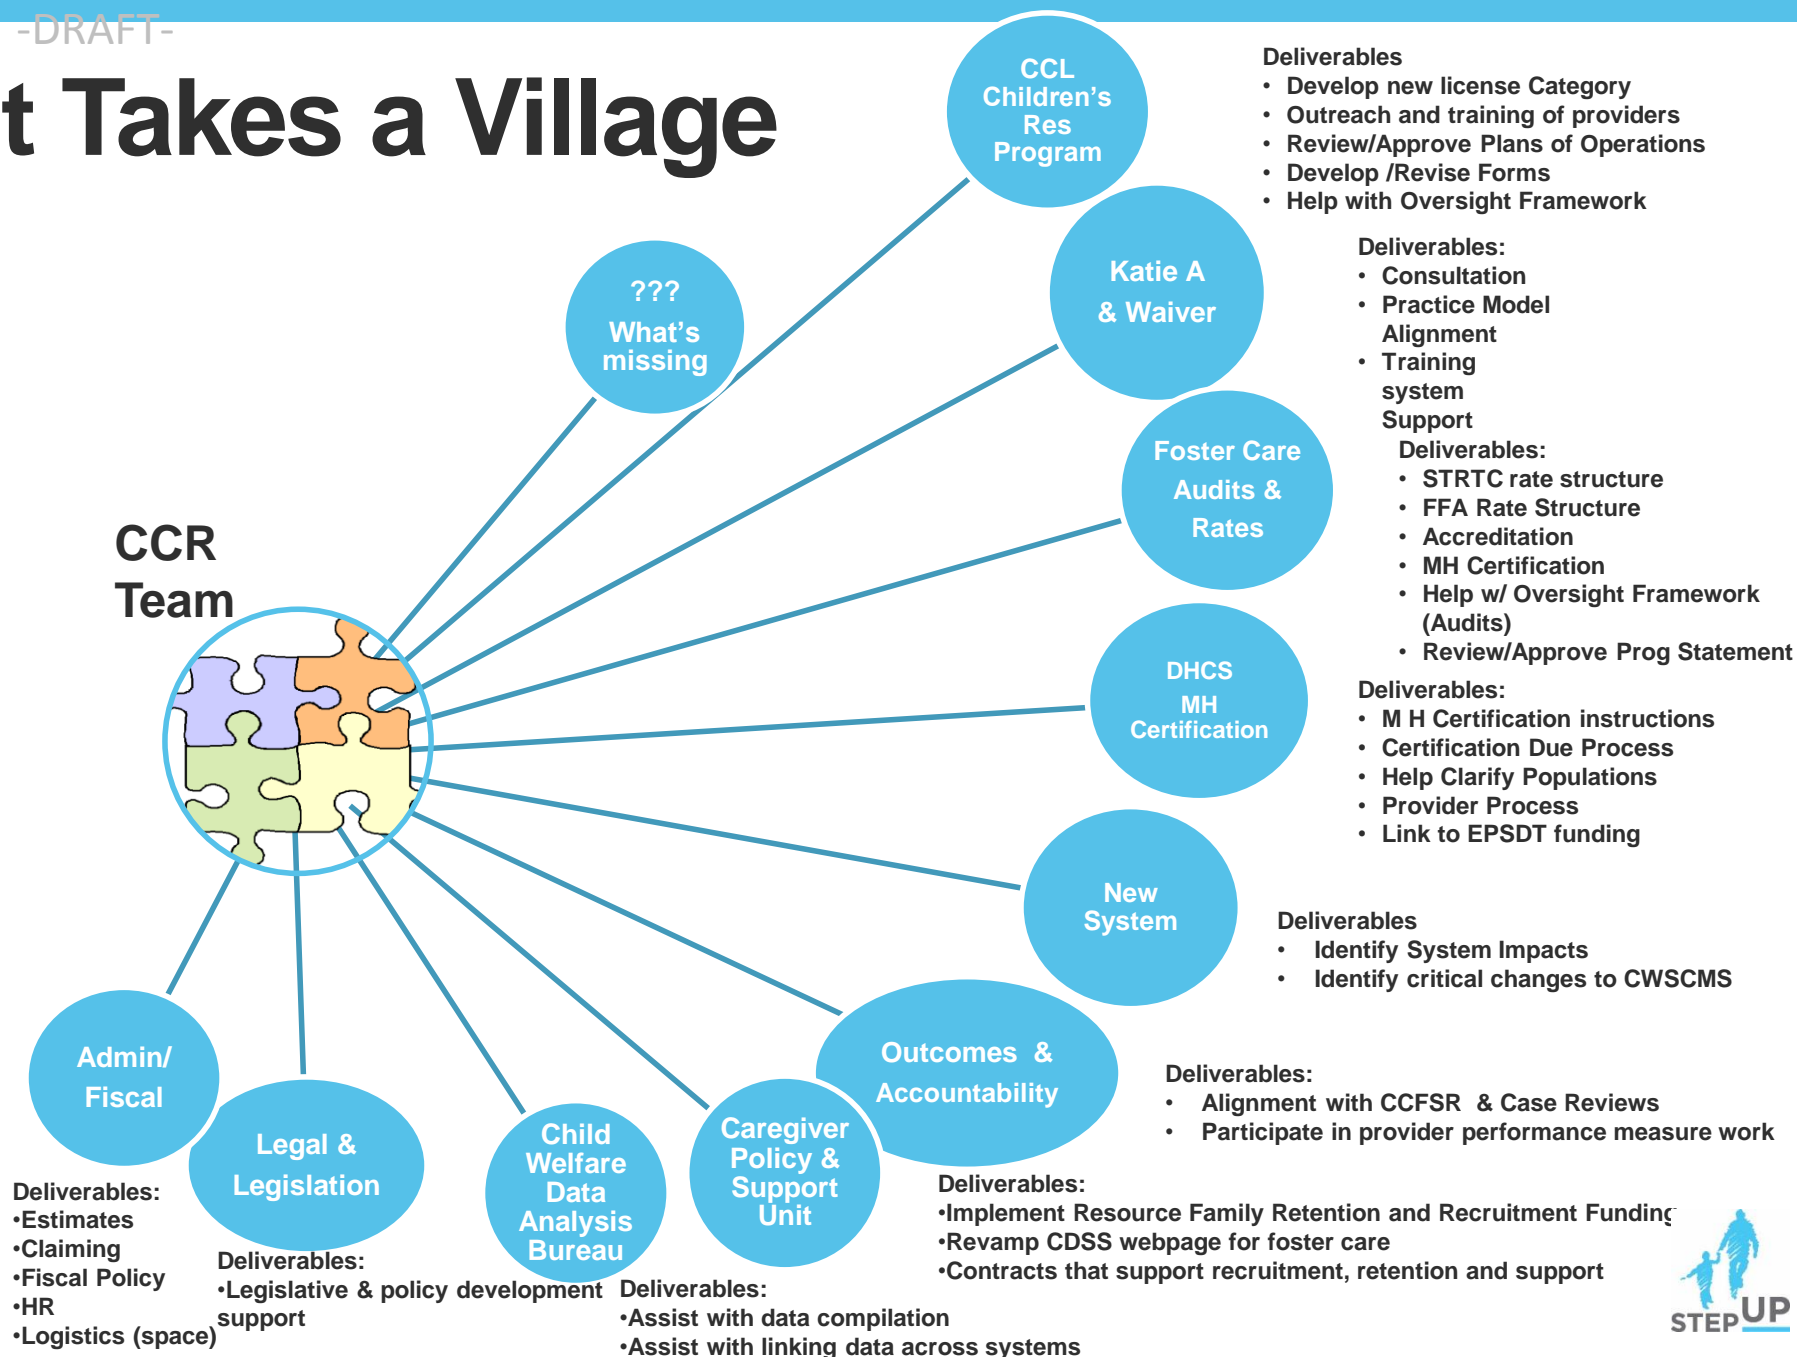 -DRAFT-
t Takes a Village
CCL
Children's
Res
Program
Deliverables
• Develop new license Category
• Outreach and training of providers
• Review/Approve Plans of Operations
• Develop /Revise Forms
• Help with Oversight Framework
???
What's
missing
Katie A
& Waiver
Deliverables:
• Consultation
• Practice Model
Alignment
• Training
system
Support
Foster Care
Audits &
Rates
Deliverables:
• STRTC rate structure
• FFA Rate Structure
• Accreditation
• MH Certification
• Help w/ Oversight Framework
(Audits)
• Review/Approve Prog Statement
CCR
Team
DHCS
MH
Certification
Deliverables:
• M H Certification instructions
• Certification Due Process
• Help Clarify Populations
• Provider Process
• Link to EPSDT funding
New
System
Deliverables
• Identify System Impacts
• Identify critical changes to CWSCMS
Outcomes &
Accountability
Deliverables:
• Alignment with CCFSR & Case Reviews
• Participate in provider performance measure work
Caregiver
Policy &
Support
Unit
Deliverables:
•Implement Resource Family Retention and Recruitment Funding
•Revamp CDSS webpage for foster care
•Contracts that support recruitment, retention and support
Child
Welfare
Data
Analysis
Bureau
Deliverables:
•Assist with data compilation
•Assist with linking data across systems
Legal &
Legislation
Deliverables:
•Legislative & policy development
support
Admin/
Fiscal
Deliverables:
•Estimates
•Claiming
•Fiscal Policy
•HR
•Logistics (space)
STEP UP